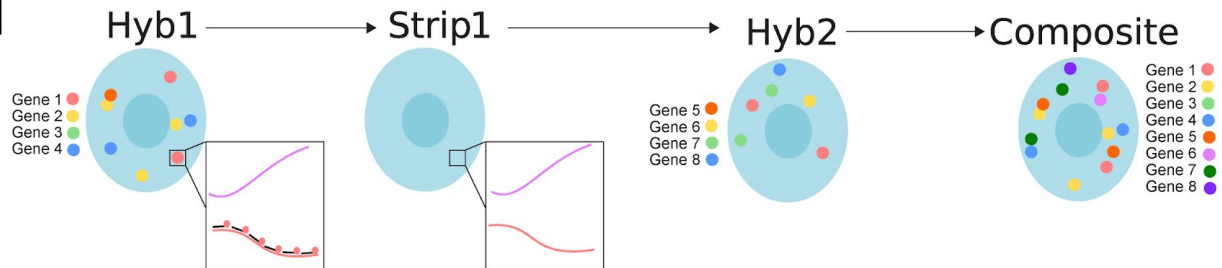 Hyb1
Strip1
Hyb2
Composite
Gene 1
Gene 2
Gene 3
Gene 4
Gene 5
Gene 6
Gene 7
Gene 8
Gene 1
Gene 2
Gene 3
Gene 4
Gene 5
Gene 6
Gene 7
Gene 8